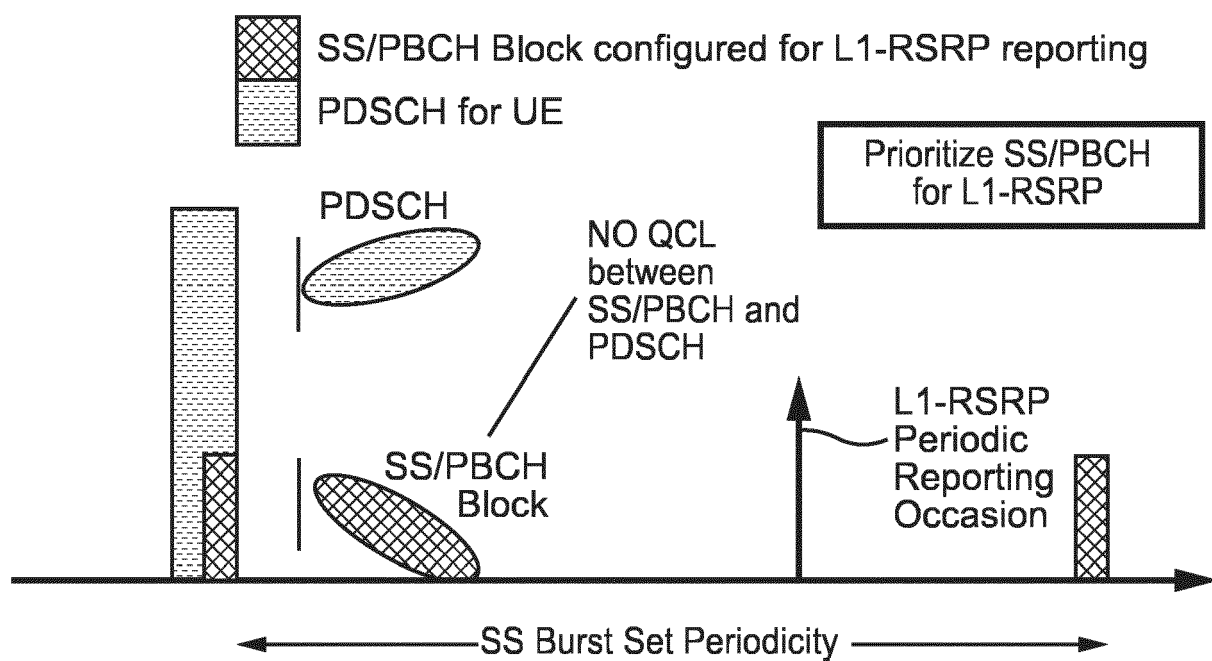 SS/PBCH Block configured for L1-RSRP reporting
PDSCH for UE
Prioritize SS/PBCH
for L1-RSRP
PDSCH
NO QCL
between
SS/PBCH and
PDSCH
SS/PBCH
Block
L1-RSRP
Periodic
Reporting
Occasion
SS Burst Set Periodicity